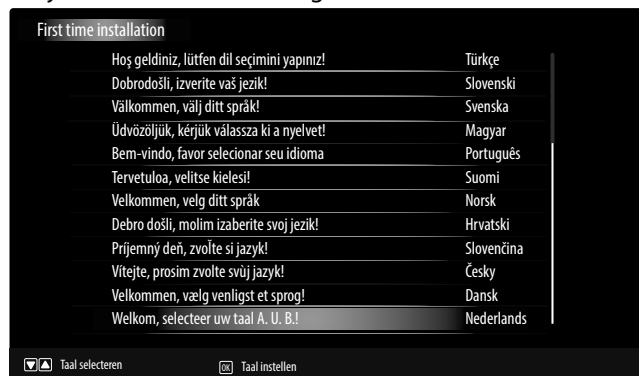 First time installation
Hoş geldiniz, lütfen dil seçimini yapınız! Türkçe
Dobrodošli, izverite vaš jezik! Slovenski
Välkommen, välj ditt språk! Svenska
Üdvözöljük, kérjük válassza ki a nyelvet! Magyar
Bem-vindo, favor selecionar seu idioma Português
Tervetuloa, velitse kielesi! Suomi
Velkommen, velg ditt språk Norsk
Debro došli, molim izaberite svoj jezik! Hrvatski
Príjemný deň, zvoľte si jazyk! Slovenčina
Vítejte, prosim zvolte svùj jazyk! Česky
Velkommen, vælg venligst et sprog! Dansk
Welkom, selecteer uw taal A. U. B.! Nederlands
Taal selecteren OK Taal instellen